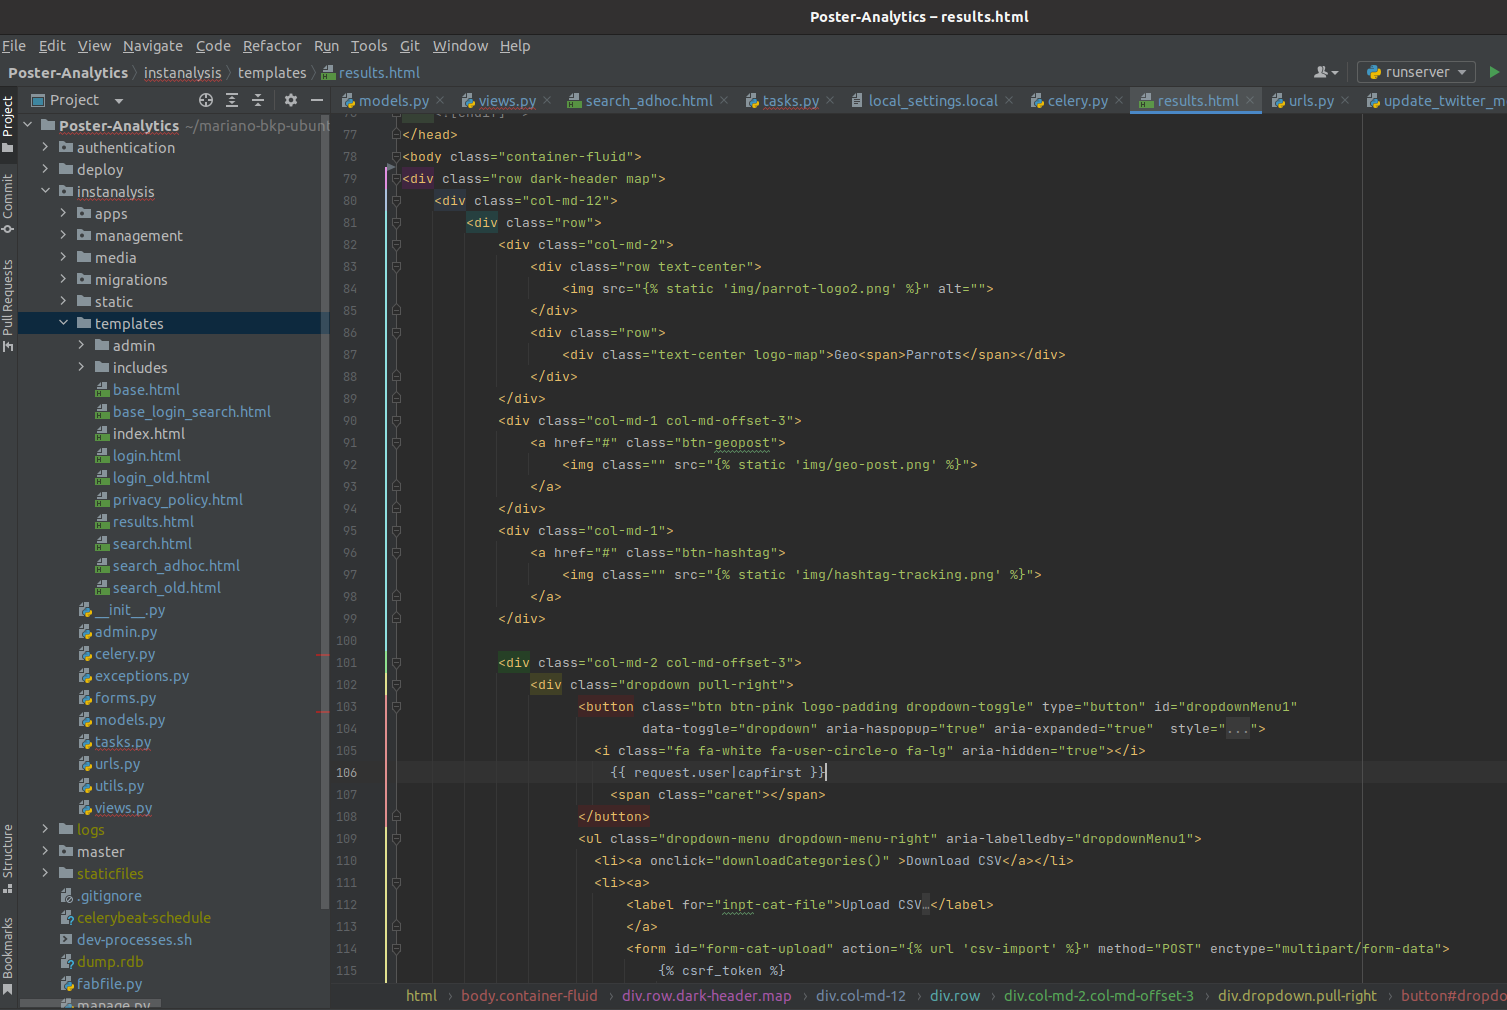 Poster-Analytics – results.html
File Edit View Navigate Code Refactor Run Tools Git Window Help
Poster-Analytics instanalysis templates results.html runserver
Project models.py views.py search_adhoc.html tasks.py local_settings.local celery.py results.html urls.py update_twitter_m
Project
Commit
Pull Requests
Structure
Bookmarks
Poster-Analytics ~/mariano-bkp-ubunt
authentication
deploy
instanalysis
apps
management
media
migrations
static
templates
admin
includes
base.html
base_login_search.html
index.html
login.html
login_old.html
privacy_policy.html
results.html
search.html
search_adhoc.html
search_old.html
__init__.py
admin.py
celery.py
exceptions.py
forms.py
models.py
tasks.py
urls.py
utils.py
views.py
logs
master
staticfiles
.gitignore
celerybeat-schedule
dev-processes.sh
dump.rdb
fabfile.py
manage.py
76 <![endif]-->
77 </head>
78 <body class="container-fluid">
79 <div class="row dark-header map">
80 <div class="col-md-12">
81 <div class="row">
82 <div class="col-md-2">
83 <div class="row text-center">
84 <img src="{% static 'img/parrot-logo2.png' %}" alt="">
85 </div>
86 <div class="row">
87 <div class="text-center logo-map">Geo<span>Parrots</span></div>
88 </div>
89 </div>
90 <div class="col-md-1 col-md-offset-3">
91 <a href="#" class="btn-geopost">
92 <img class="" src="{% static 'img/geo-post.png' %}">
93 </a>
94 </div>
95 <div class="col-md-1">
96 <a href="#" class="btn-hashtag">
97 <img class="" src="{% static 'img/hashtag-tracking.png' %}">
98 </a>
99 </div>
100
101 <div class="col-md-2 col-md-offset-3">
102 <div class="dropdown pull-right">
103 <button class="btn btn-pink logo-padding dropdown-toggle" type="button" id="dropdownMenu1"
104 data-toggle="dropdown" aria-haspopup="true" aria-expanded="true"  style="...">
105 <i class="fa fa-white fa-user-circle-o fa-lg" aria-hidden="true"></i>
106 {{ request.user|capfirst }}
107 <span class="caret"></span>
108 </button>
109 <ul class="dropdown-menu dropdown-menu-right" aria-labelledby="dropdownMenu1">
110 <li><a onclick="downloadCategories()" >Download CSV</a></li>
111 <li><a>
112 <label for="inpt-cat-file">Upload CSV…</label>
113 </a>
114 <form id="form-cat-upload" action="{% url 'csv-import' %}" method="POST" enctype="multipart/form-data">
115 {% csrf_token %}
html body.container-fluid div.row.dark-header.map div.col-md-12 div.row div.col-md-2.col-md-offset-3 div.dropdown.pull-right button#dropdo